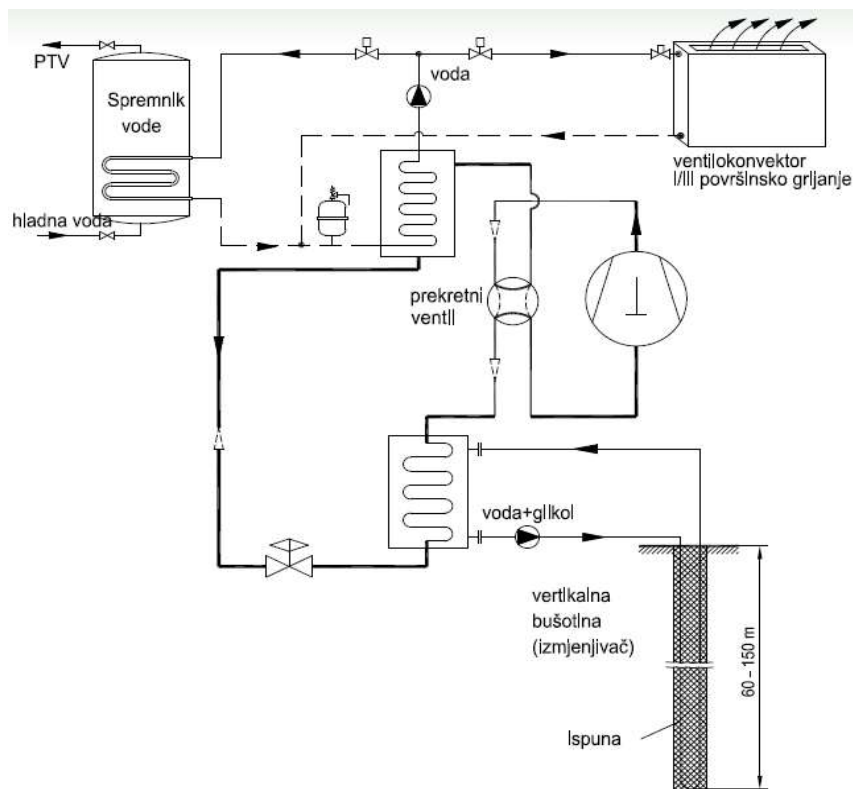 PTV
Spremnik
vode
hladna voda
voda
ventilokonvektor
I/III površinsko grijanje
prekretni
ventil
voda+glikol
vertikalna
bušotina
(izmjenjivač)
60 – 150 m
Ispuna